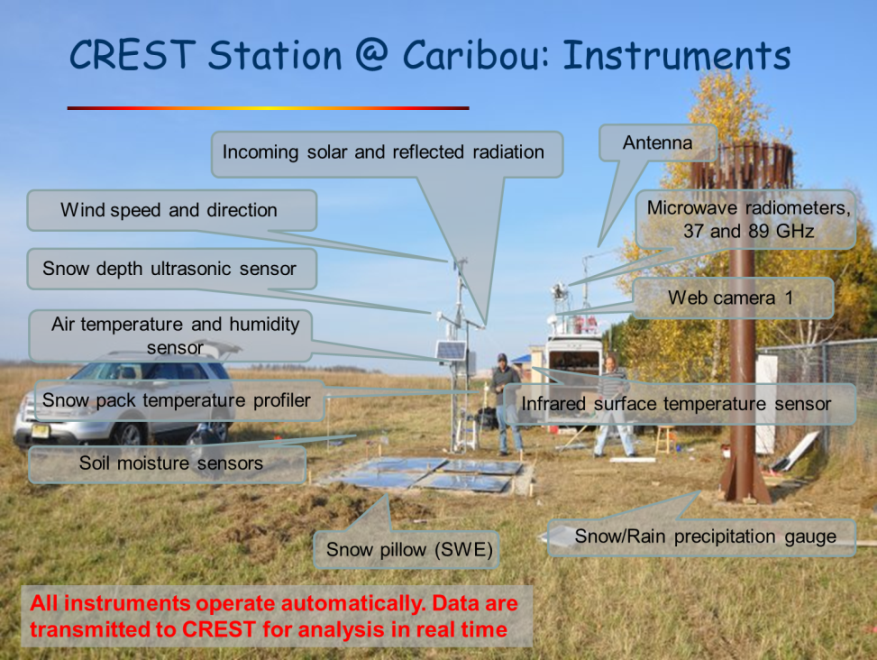 CREST Station @ Caribou: Instruments
Incoming solar and reflected radiation
Antenna
Wind speed and direction
Microwave radiometers,
37 and 89 GHz
Snow depth ultrasonic sensor
Web camera 1
Air temperature and humidity
sensor
Snow pack temperature profiler
Infrared surface temperature sensor
Soil moisture sensors
Snow pillow (SWE)
Snow/Rain precipitation gauge
All instruments operate automatically. Data are
transmitted to CREST for analysis in real time